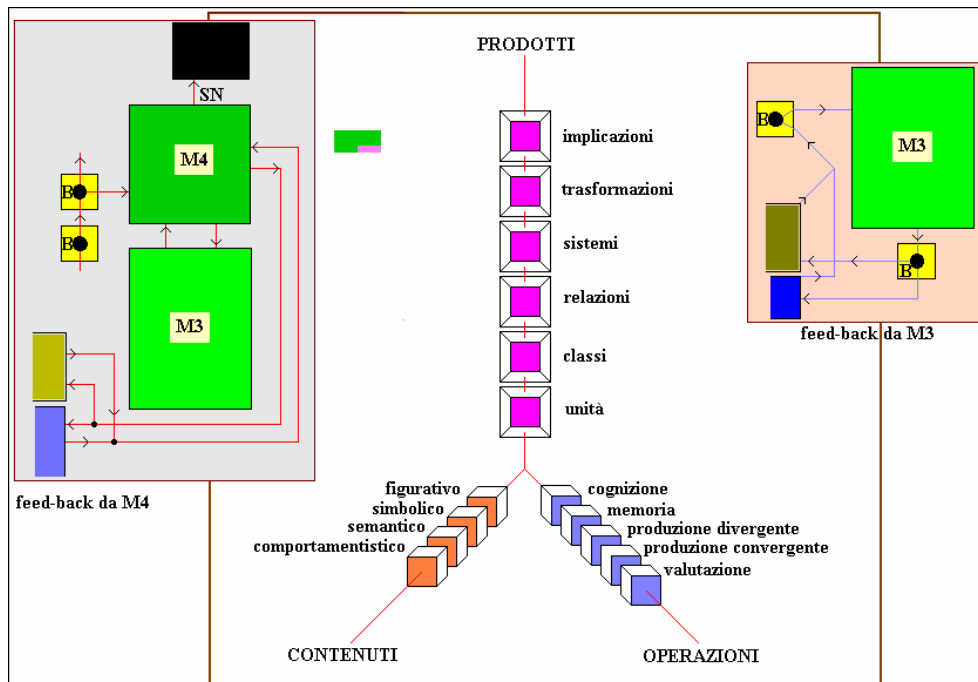 PRODOTTI
SN
M4
B
B
M3
feed-back da M4
implicazioni
trasformazioni
sistemi
relazioni
classi
unità
B
M3
B
feed-back da M3
figurativo
simbolico
semantico
comportamentistico
cognizione
memoria
produzione divergente
produzione convergente
valutazione
CONTENUTI
OPERAZIONI